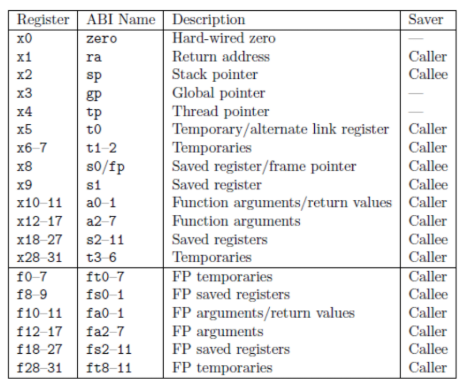 Register ABI Name Description Saver
x0 zero Hard-wired zero —
x1 ra Return address Caller
x2 sp Stack pointer Callee
x3 gp Global pointer —
x4 tp Thread pointer —
x5 t0 Temporary/alternate link register Caller
x6–7 t1–2 Temporaries Caller
x8 s0/fp Saved register/frame pointer Callee
x9 s1 Saved register Callee
x10–11 a0–1 Function arguments/return values Caller
x12–17 a2–7 Function arguments Caller
x18–27 s2–11 Saved registers Callee
x28–31 t3–6 Temporaries Caller
f0–7 ft0–7 FP temporaries Caller
f8–9 fs0–1 FP saved registers Callee
f10–11 fa0–1 FP arguments/return values Caller
f12–17 fa2–7 FP arguments Caller
f18–27 fs2–11 FP saved registers Callee
f28–31 ft8–11 FP temporaries Caller